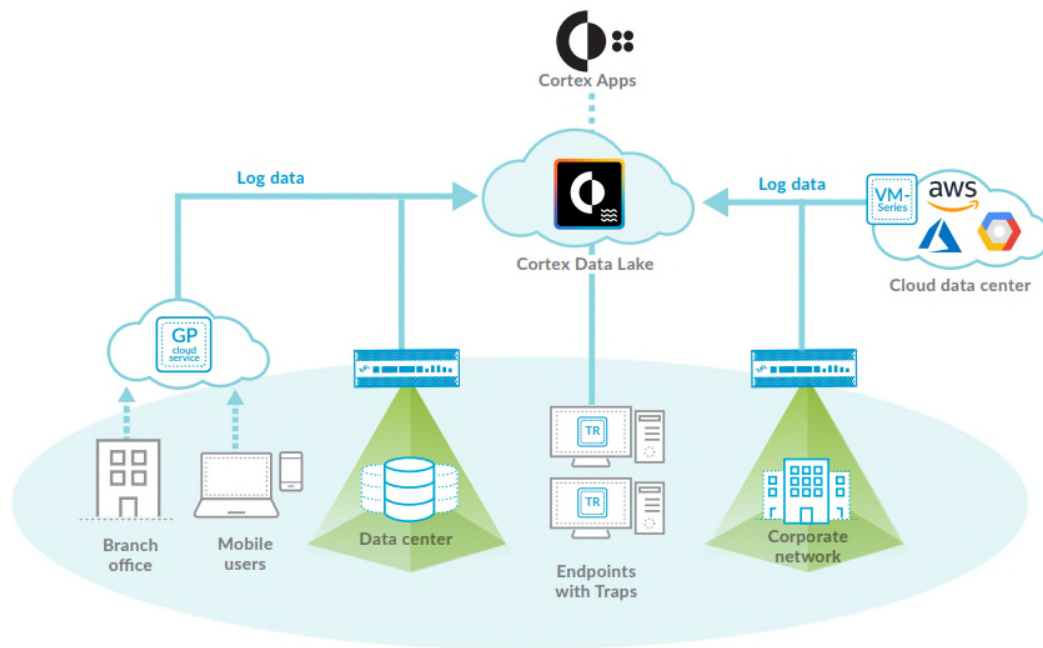 Cortex Apps
Log data
Log data
VM-
Series
aws
Cortex Data Lake
Cloud data center
GP
cloud
service
TR
TR
Branch
office
Mobile
users
Data center
Endpoints
with Traps
Corporate
network